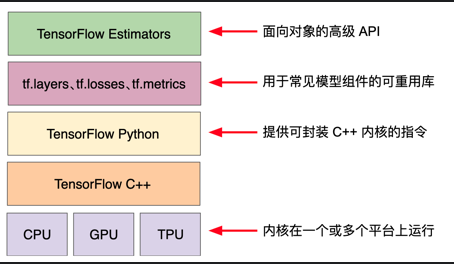 TensorFlow Estimators
面向对象的高级 API
tf.layers、tf.losses、tf.metrics
用于常见模型组件的可重用库
TensorFlow Python
提供可封装 C++ 内核的指令
TensorFlow C++
CPU GPU TPU
内核在一个或多个平台上运行